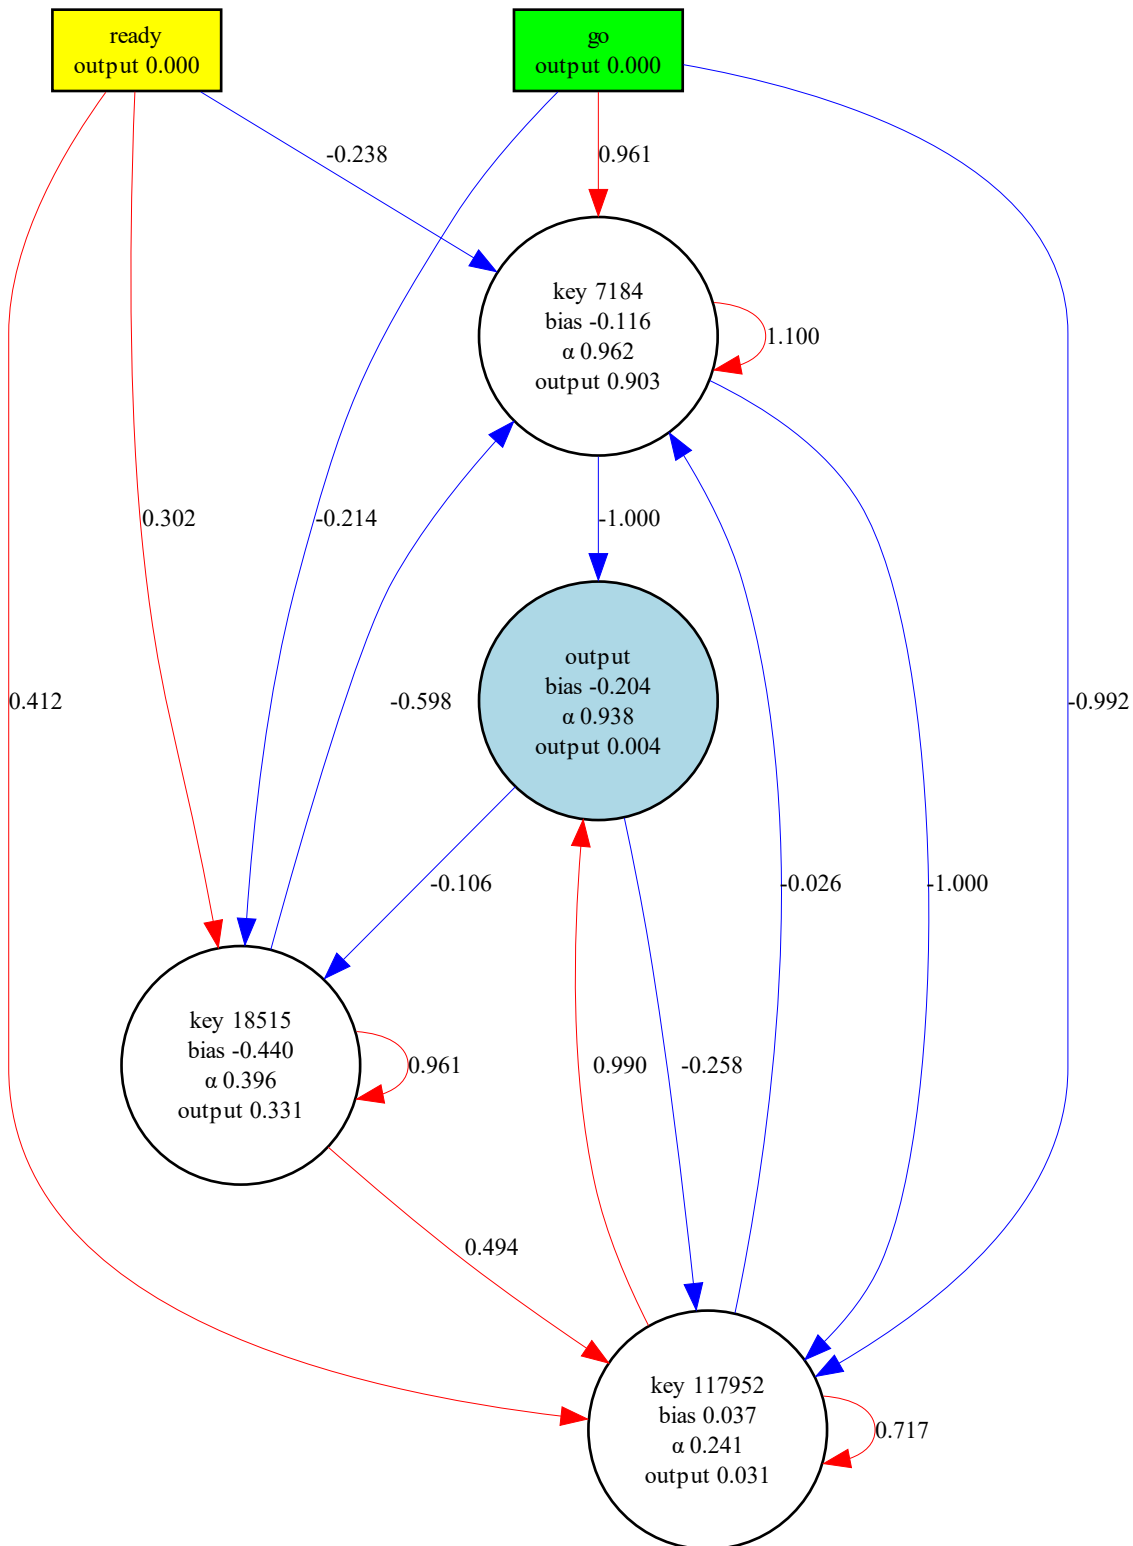 ready
output 0.000
go
output 0.000
-0.238
0.961
key 7184
bias -0.116
α 0.962
output 0.903
1.100
0.302
-0.214
-1.000
output
bias -0.204
α 0.938
output 0.004
0.412
-0.598
-0.992
-0.106
-0.026
-1.000
key 18515
bias -0.440
α 0.396
output 0.331
0.961
0.990
-0.258
0.494
key 117952
bias 0.037
α 0.241
output 0.031
0.717